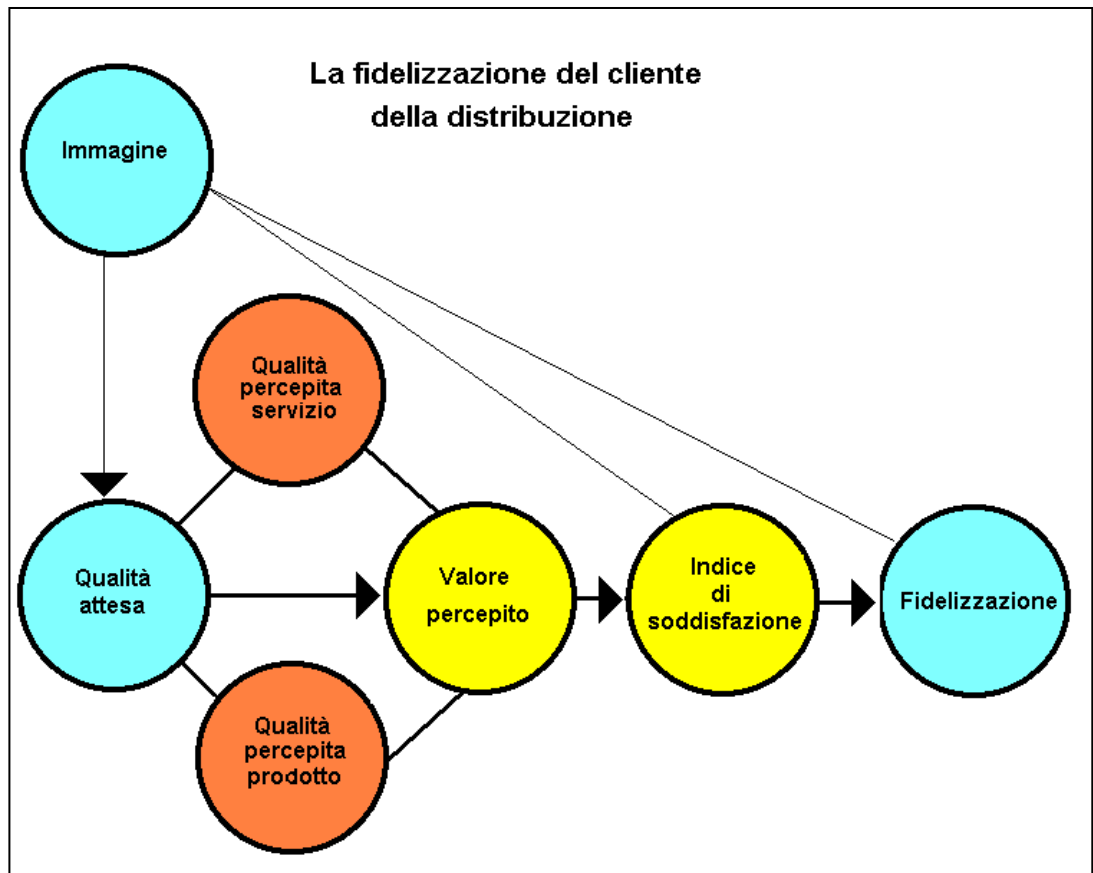 La fidelizzazione del cliente
della distribuzione
Immagine
Qualità
percepita
servizio
Qualità
attesa
Valore
percepito
Indice
di
soddisfazione
Fidelizzazione
Qualità
percepita
prodotto